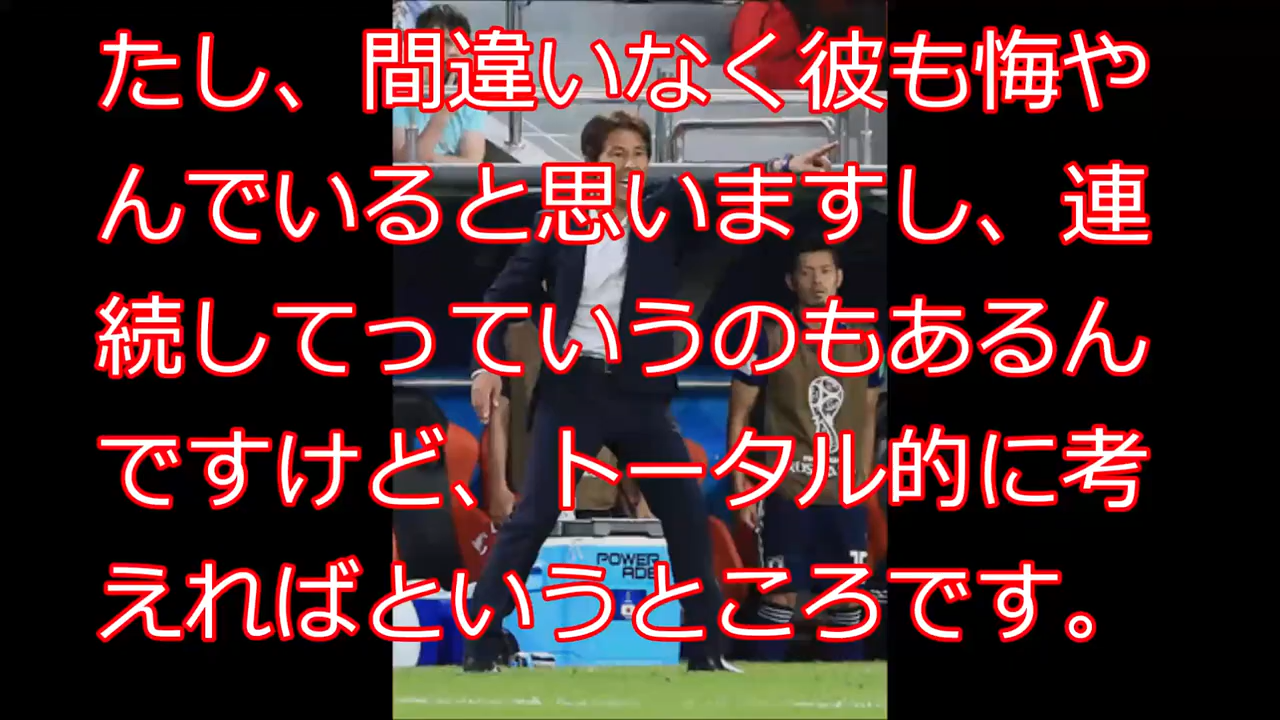 たし、間違いなく彼も悔や
んでいると思いますし、連
続してっていうのもあるん
ですけど、トータル的に考
えればというところです。
POWER
ADE